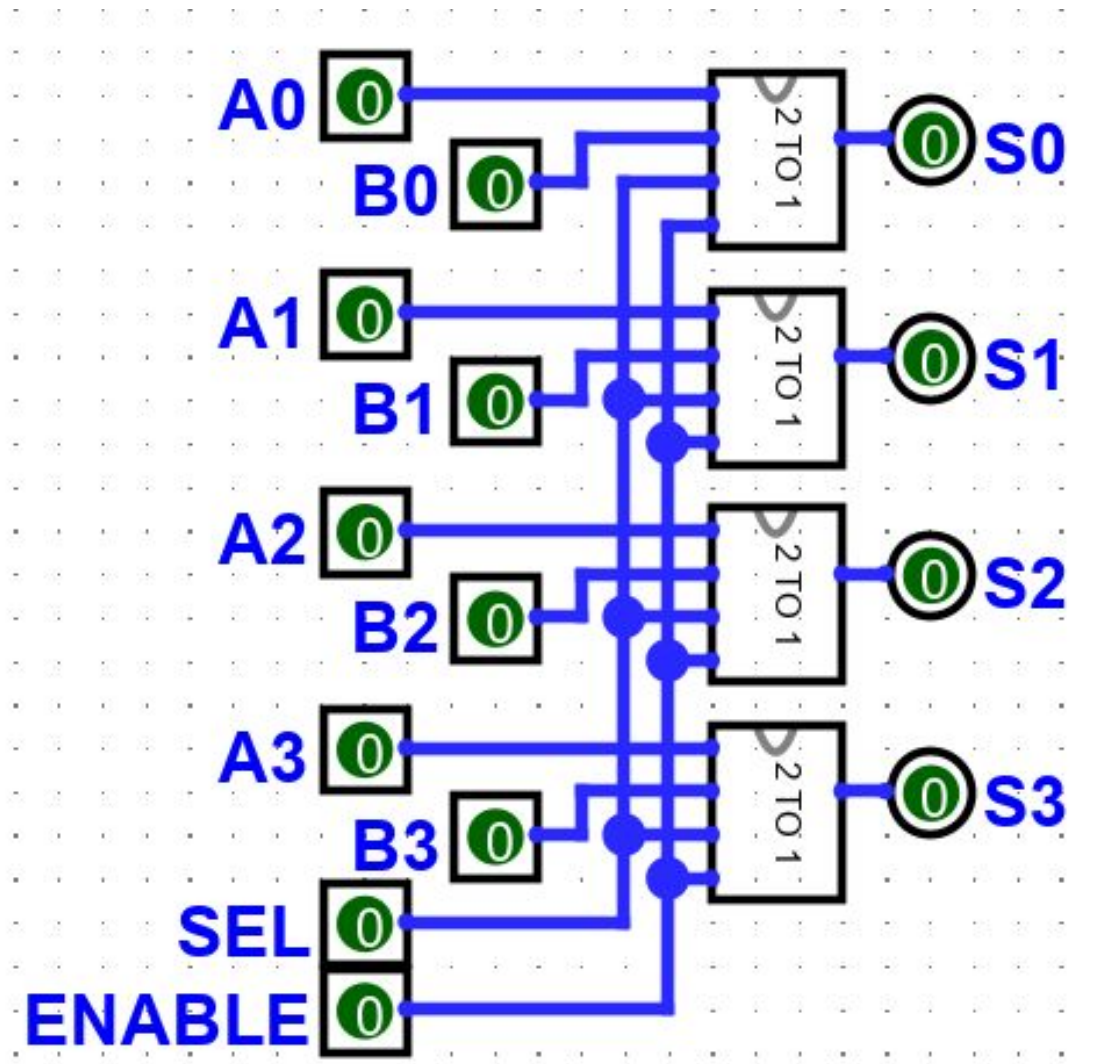 A0 0
B0 0
2 TO 1
0 S0
A1 0
B1 0
2 TO 1
0 S1
A2 0
B2 0
2 TO 1
0 S2
A3 0
B3 0
2 TO 1
0 S3
SEL 0
ENABLE 0